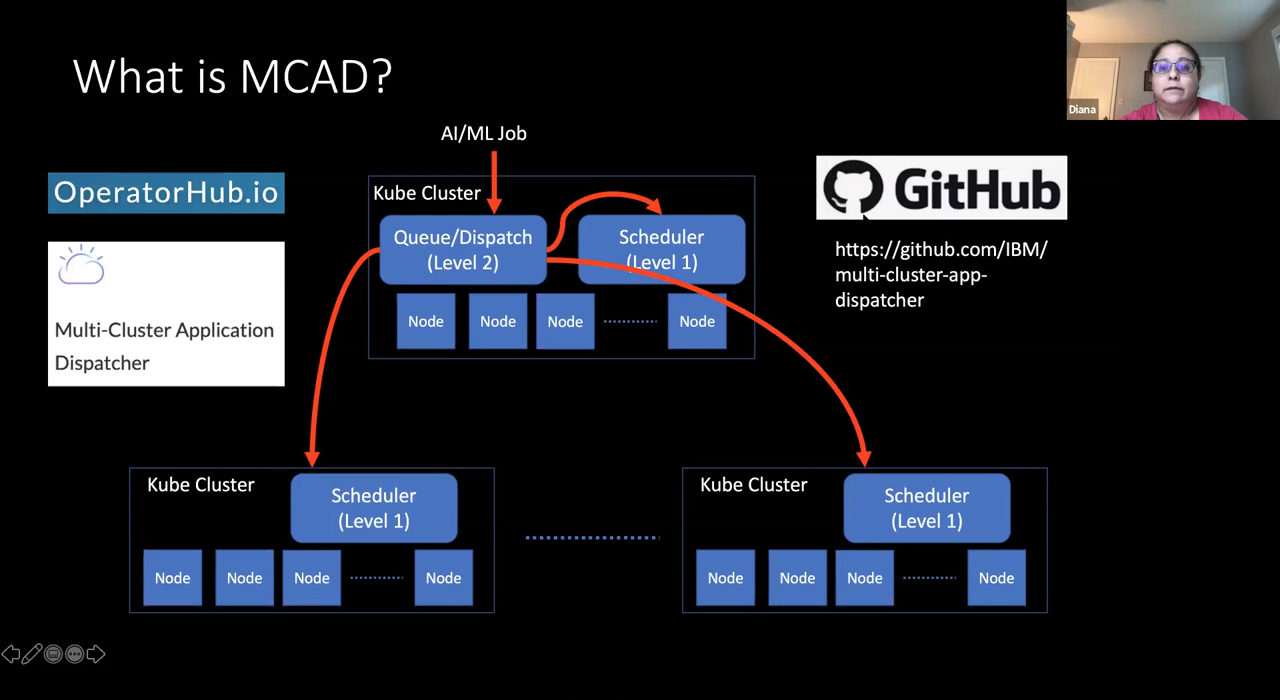 What is MCAD?
Diana
AI/ML Job
OperatorHub.io
Multi-Cluster Application
Dispatcher
Kube Cluster
Queue/Dispatch
(Level 2)
Scheduler
(Level 1)
Node
Node
Node
Node
GitHub
https://github.com/IBM/
multi-cluster-app-
dispatcher
Kube Cluster
Scheduler
(Level 1)
Node
Node
Node
Node
Kube Cluster
Scheduler
(Level 1)
Node
Node
Node
Node